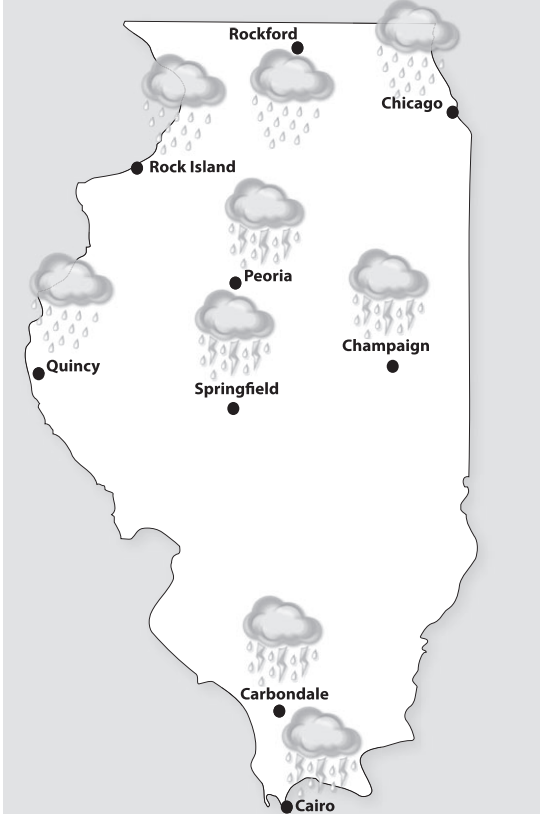 Rockford
Chicago
Rock Island
Peoria
Champaign
Quincy
Springfield
Carbondale
Cairo